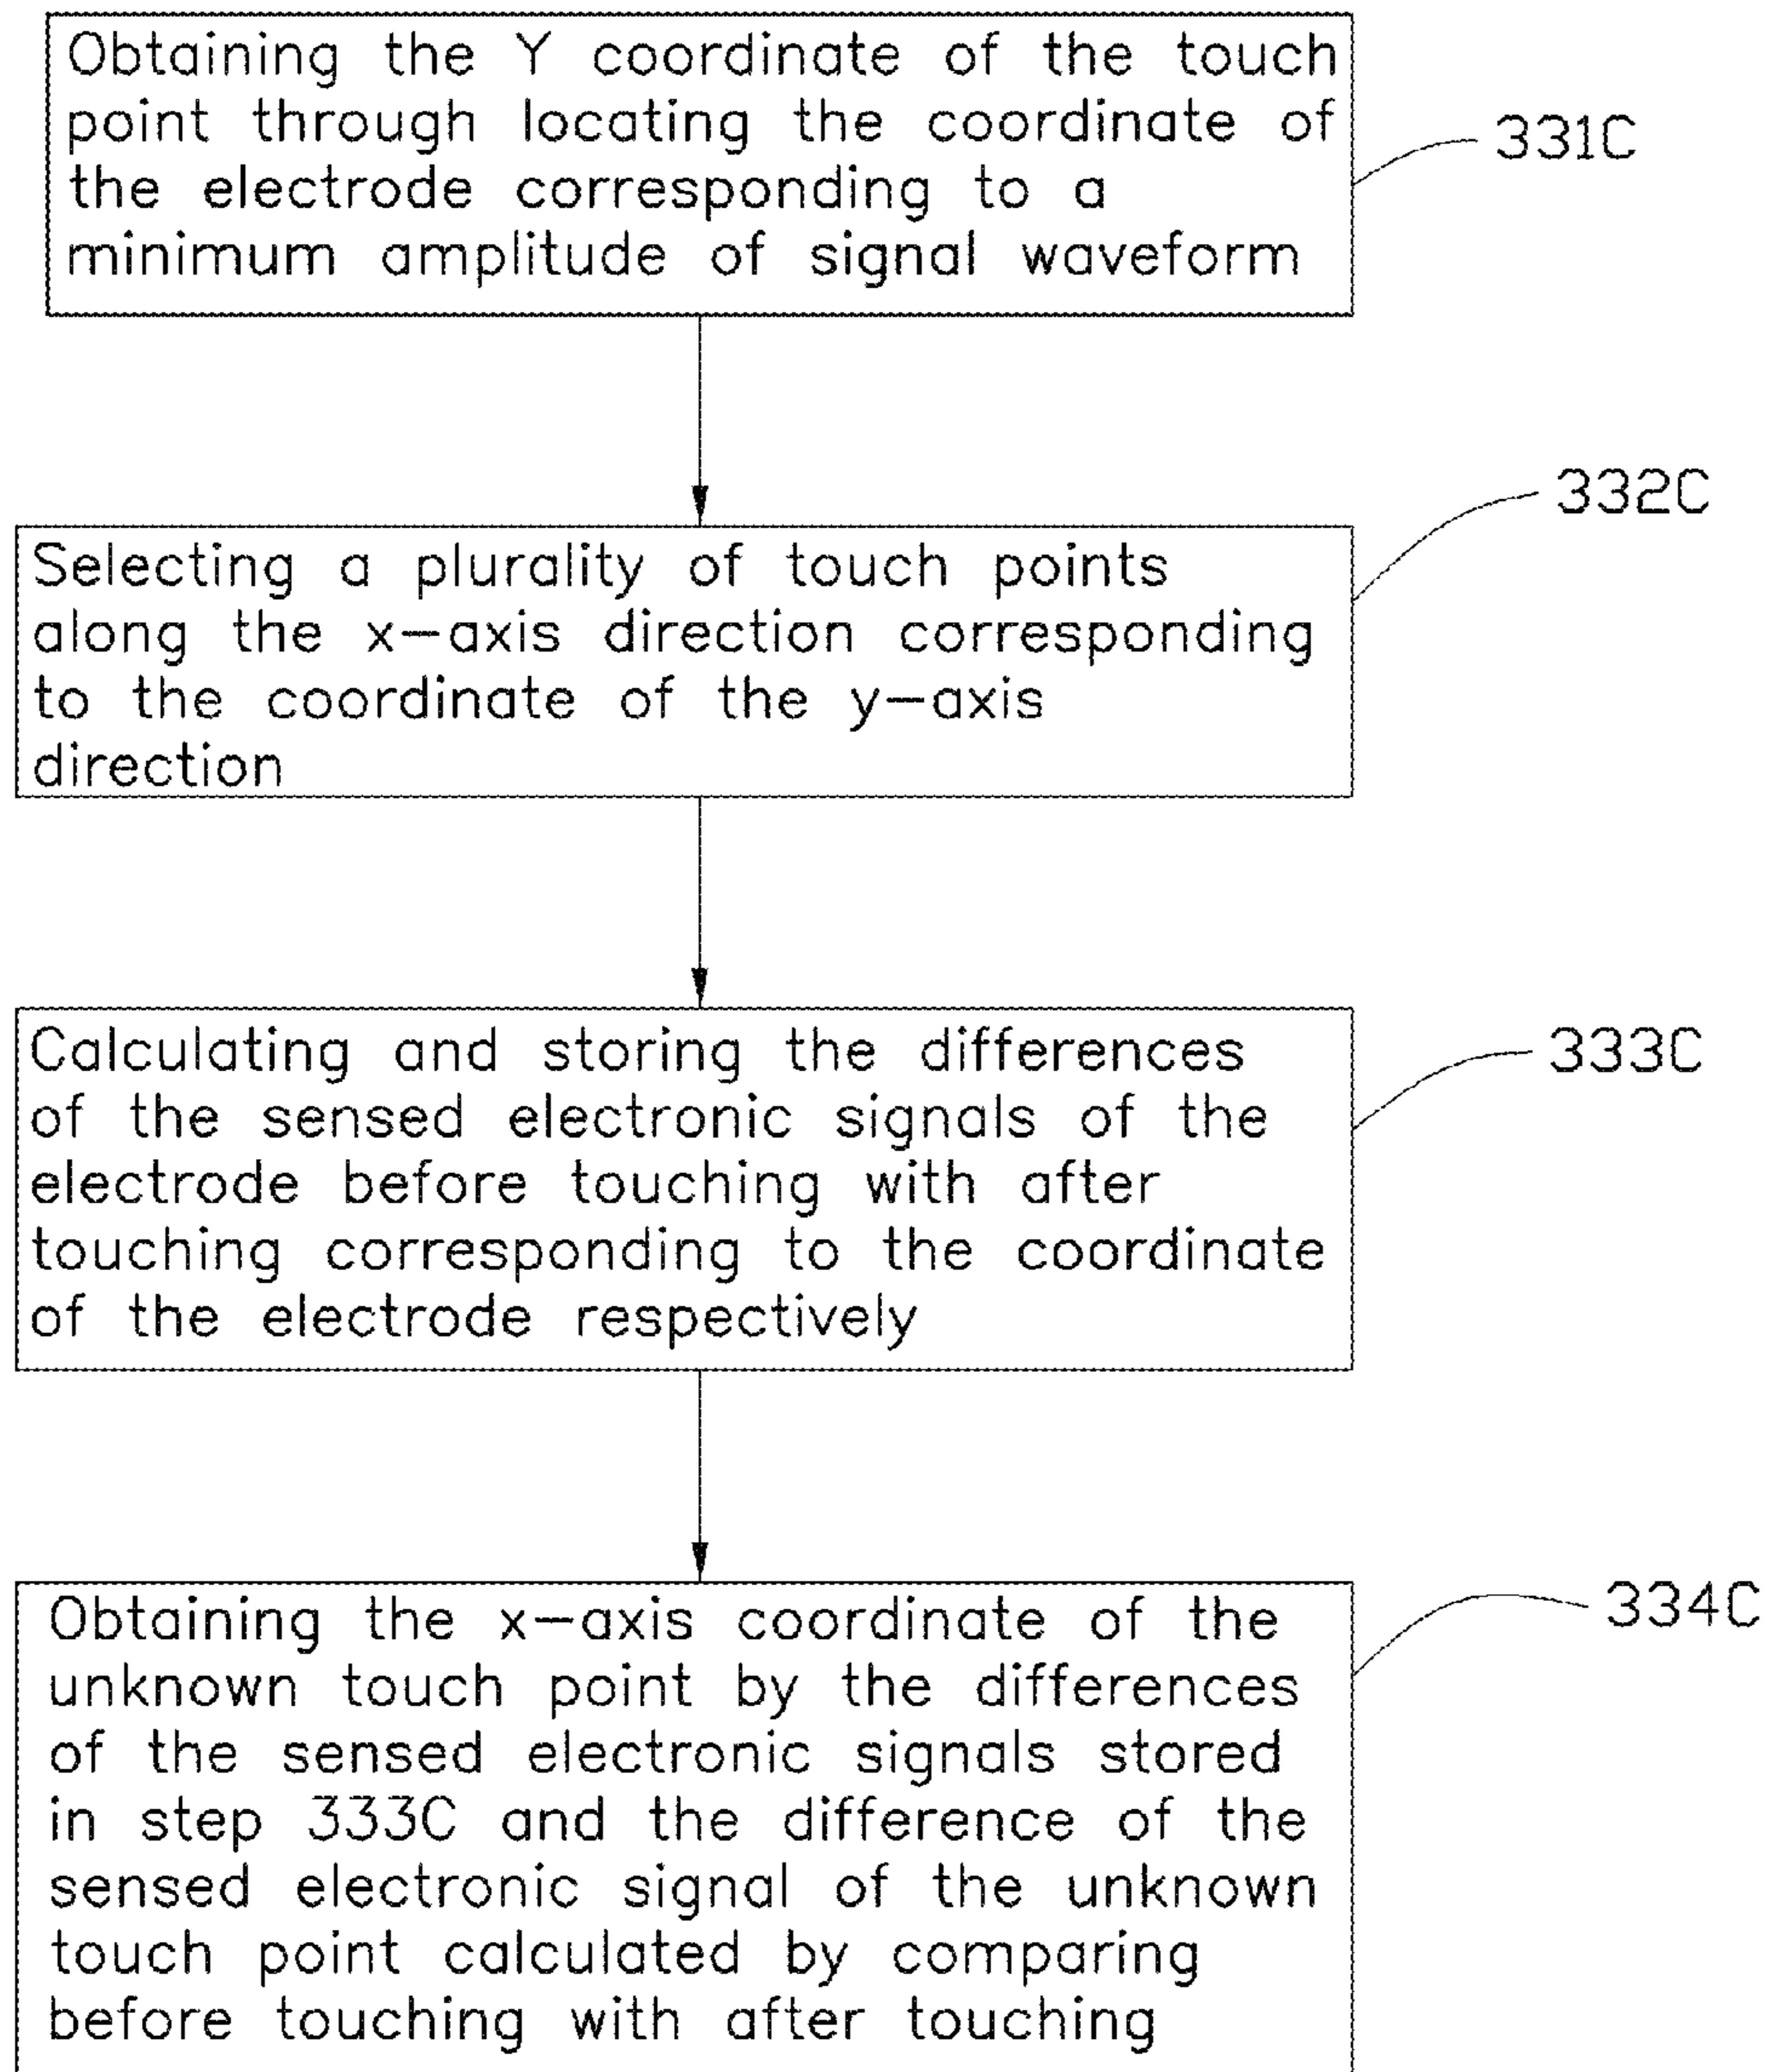 Obtaining the Y coordinate of the touch
point through locating the coordinate of
the electrode corresponding to a
minimum amplitude of signal waveform
331C
332C
Selecting a plurality of touch points
along the x-axis direction corresponding
to the coordinate of the y-axis
direction
333C
Calculating and storing the differences
of the sensed electronic signals of the
electrode before touching with after
touching corresponding to the coordinate
of the electrode respectively
334C
Obtaining the x-axis coordinate of the
unknown touch point by the differences
of the sensed electronic signals stored
in step 333C and the difference of the
sensed electronic signal of the unknown
touch point calculated by comparing
before touching with after touching